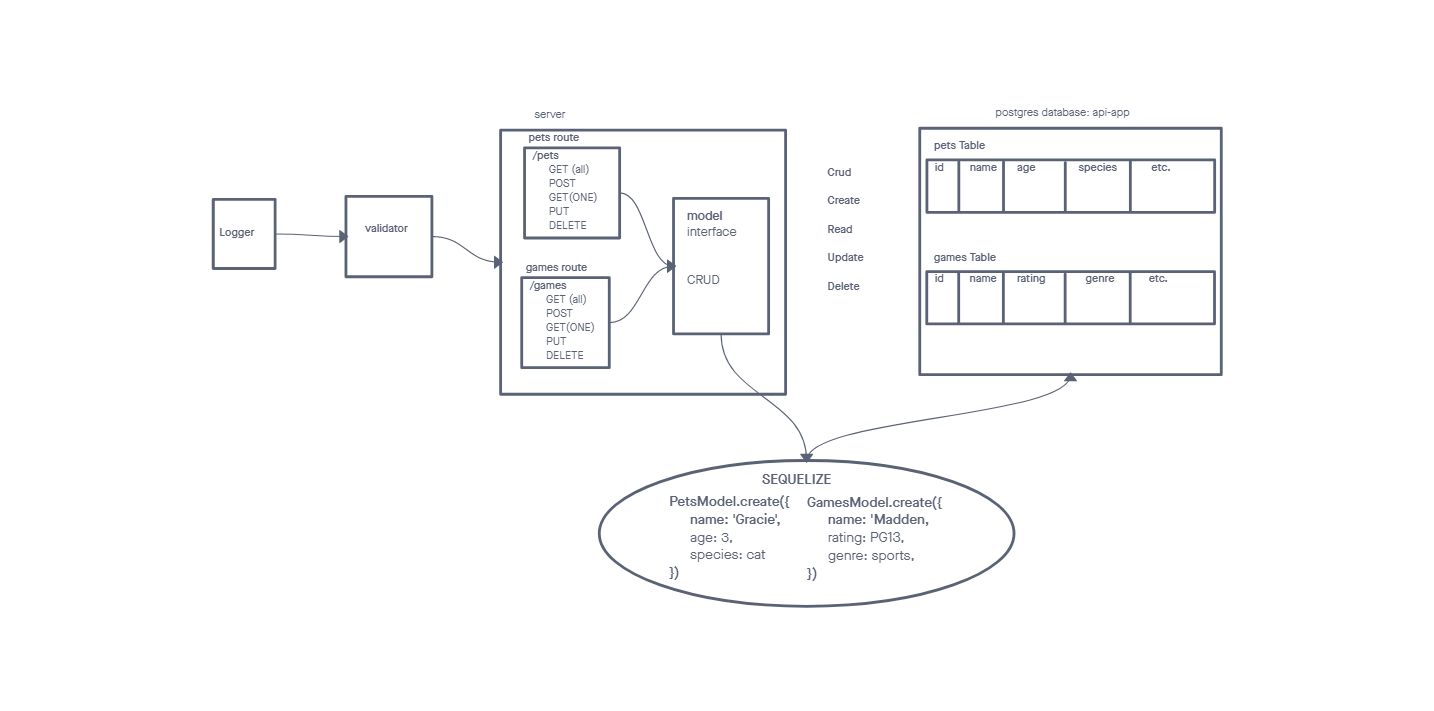 Logger
validator
server
pets route
/pets
GET (all)
POST
GET(ONE)
PUT
DELETE
games route
/games
GET (all)
POST
GET(ONE)
PUT
DELETE
model
interface
CRUD
Crud
Create
Read
Update
Delete
postgres database: api-app
pets Table
id name age species etc.
games Table
id name rating genre etc.
SEQUELIZE
PetsModel.create({
name: 'Gracie',
age: 3,
species: cat
})
GamesModel.create({
name: 'Madden,
rating: PG13,
genre: sports,
})